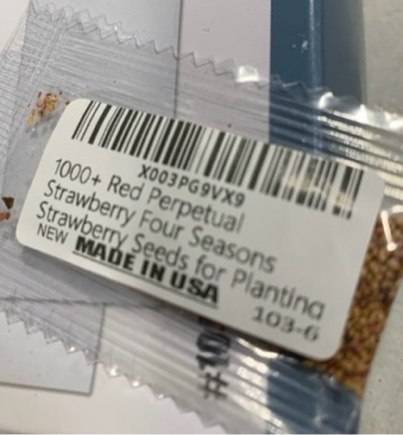 X003PG9VX9
1000+ Red Perpetual
Strawberry Four Seasons
Strawberry Seeds for Planting
NEW MADE IN USA
103-6